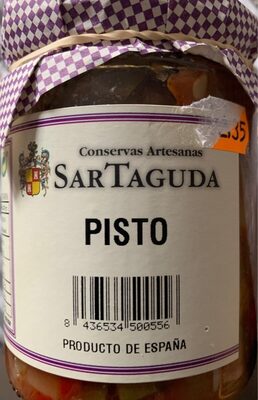 Conservas Artesanas
SARTAGUDA
PISTO
8 436534 500556
PRODUCTO DE ESPAÑA